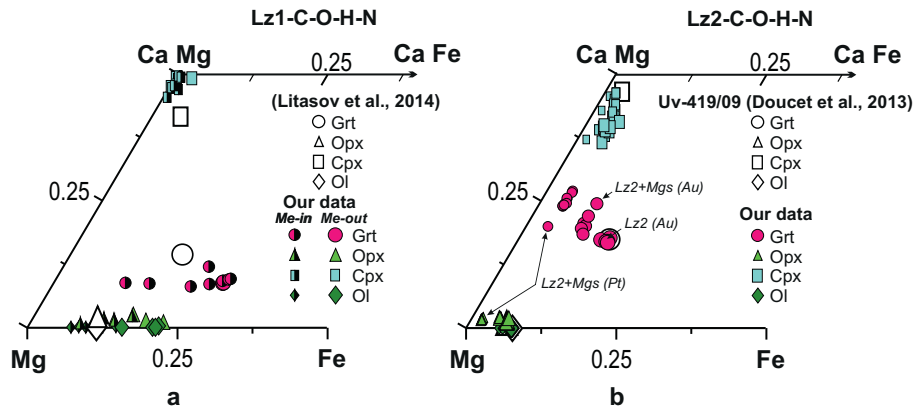 Lz1-C-O-H-N
Ca Mg
Ca Fe
0.25
(Litasov et al., 2014)
Grt
Opx
Cpx
Ol
Our data
Me-in Me-out
Grt
Opx
Cpx
Ol
0.25
Mg
0.25
Fe
a
Lz2-C-O-H-N
Ca Mg
Ca Fe
0.25
Uv-419/09 (Doucet et al., 2013)
Grt
Opx
Cpx
Ol
Our data
Grt
Opx
Cpx
Ol
0.25
Lz2+Mgs (Au)
Lz2 (Au)
Lz2+Mgs (Pt)
Mg
0.25
Fe
b